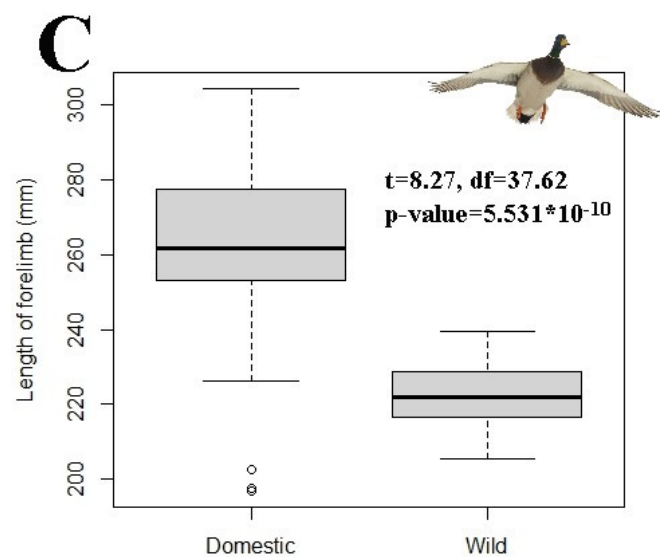 C
t=8.27, df=37.62
p-value=5.531*10⁻¹⁰
Length of forelimb (mm)
300
280
260
240
220
200
Domestic Wild